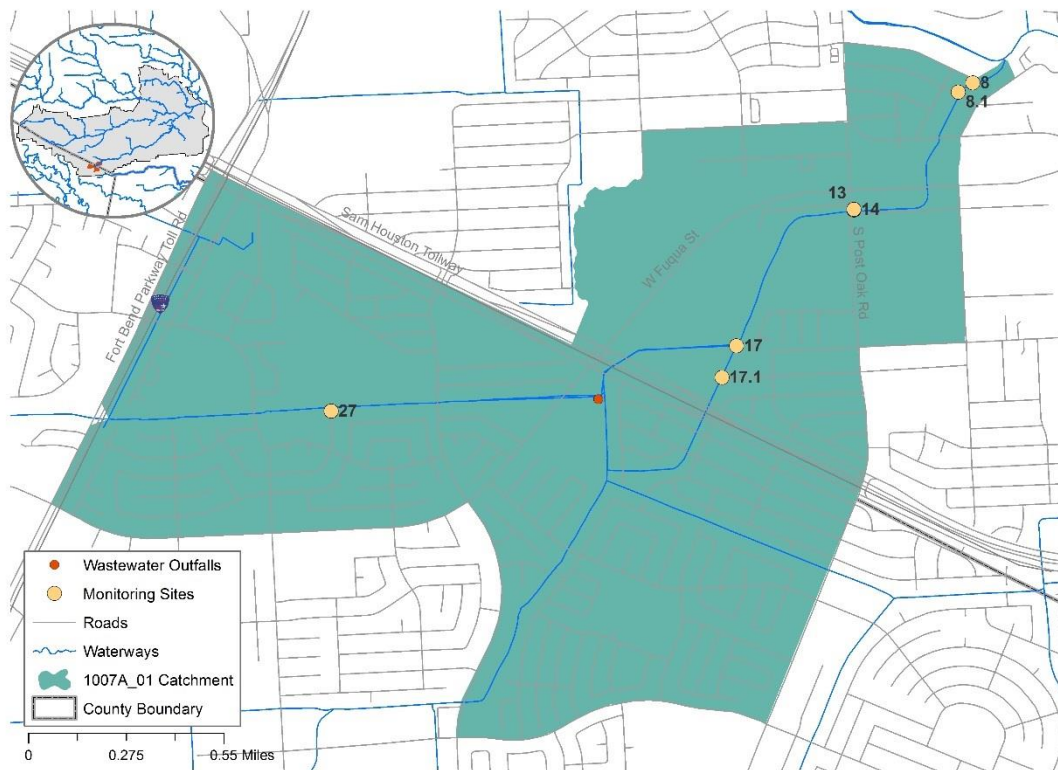 8
8.1
13
14
Sam Houston Tollway
W Fuqua St
S Post Oak Rd
Fort Bend Parkway Toll Rd
17
17.1
27
Wastewater Outfalls
Monitoring Sites
Roads
Waterways
1007A_01 Catchment
County Boundary
0 0.275 0.55 Miles